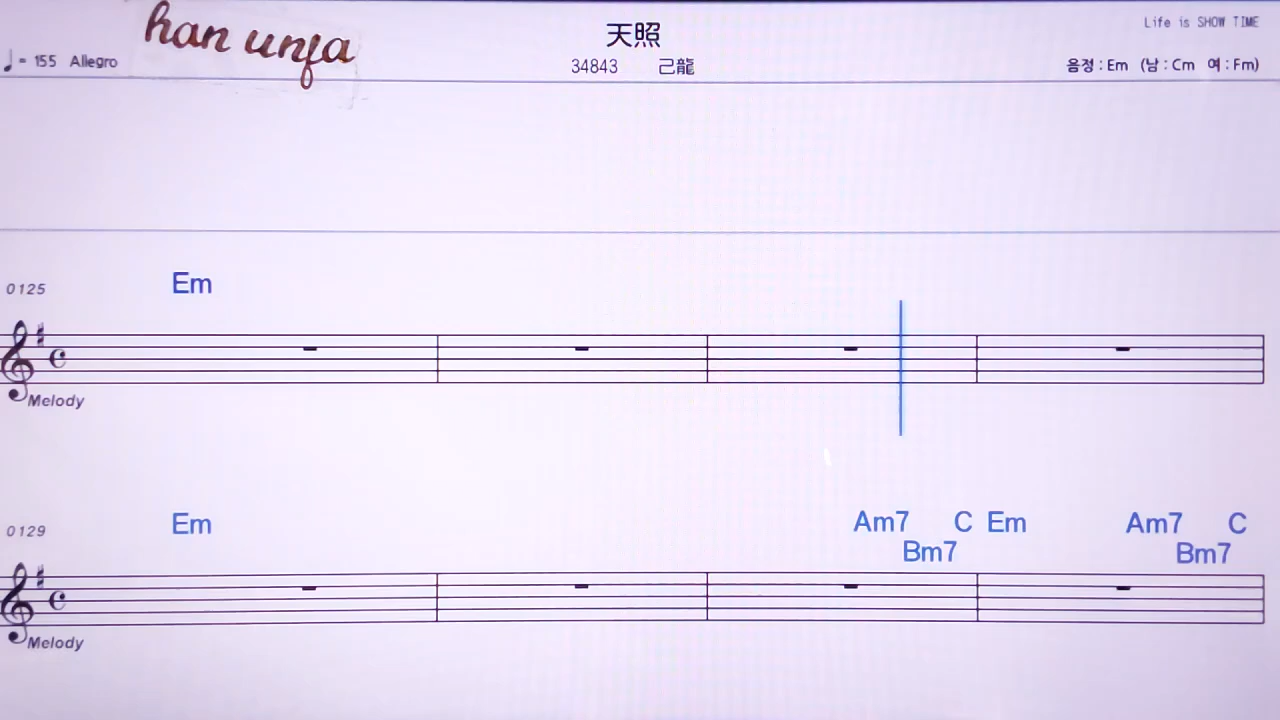 han unja
天照
Life is SHOW TIME
♩= 155 Allegro
34843 己龍
음정 : Em (남 : Cm 여 : Fm)
0125 Em
Melody
0129 Em Am7 C Em Am7 C
Bm7 Bm7
Melody